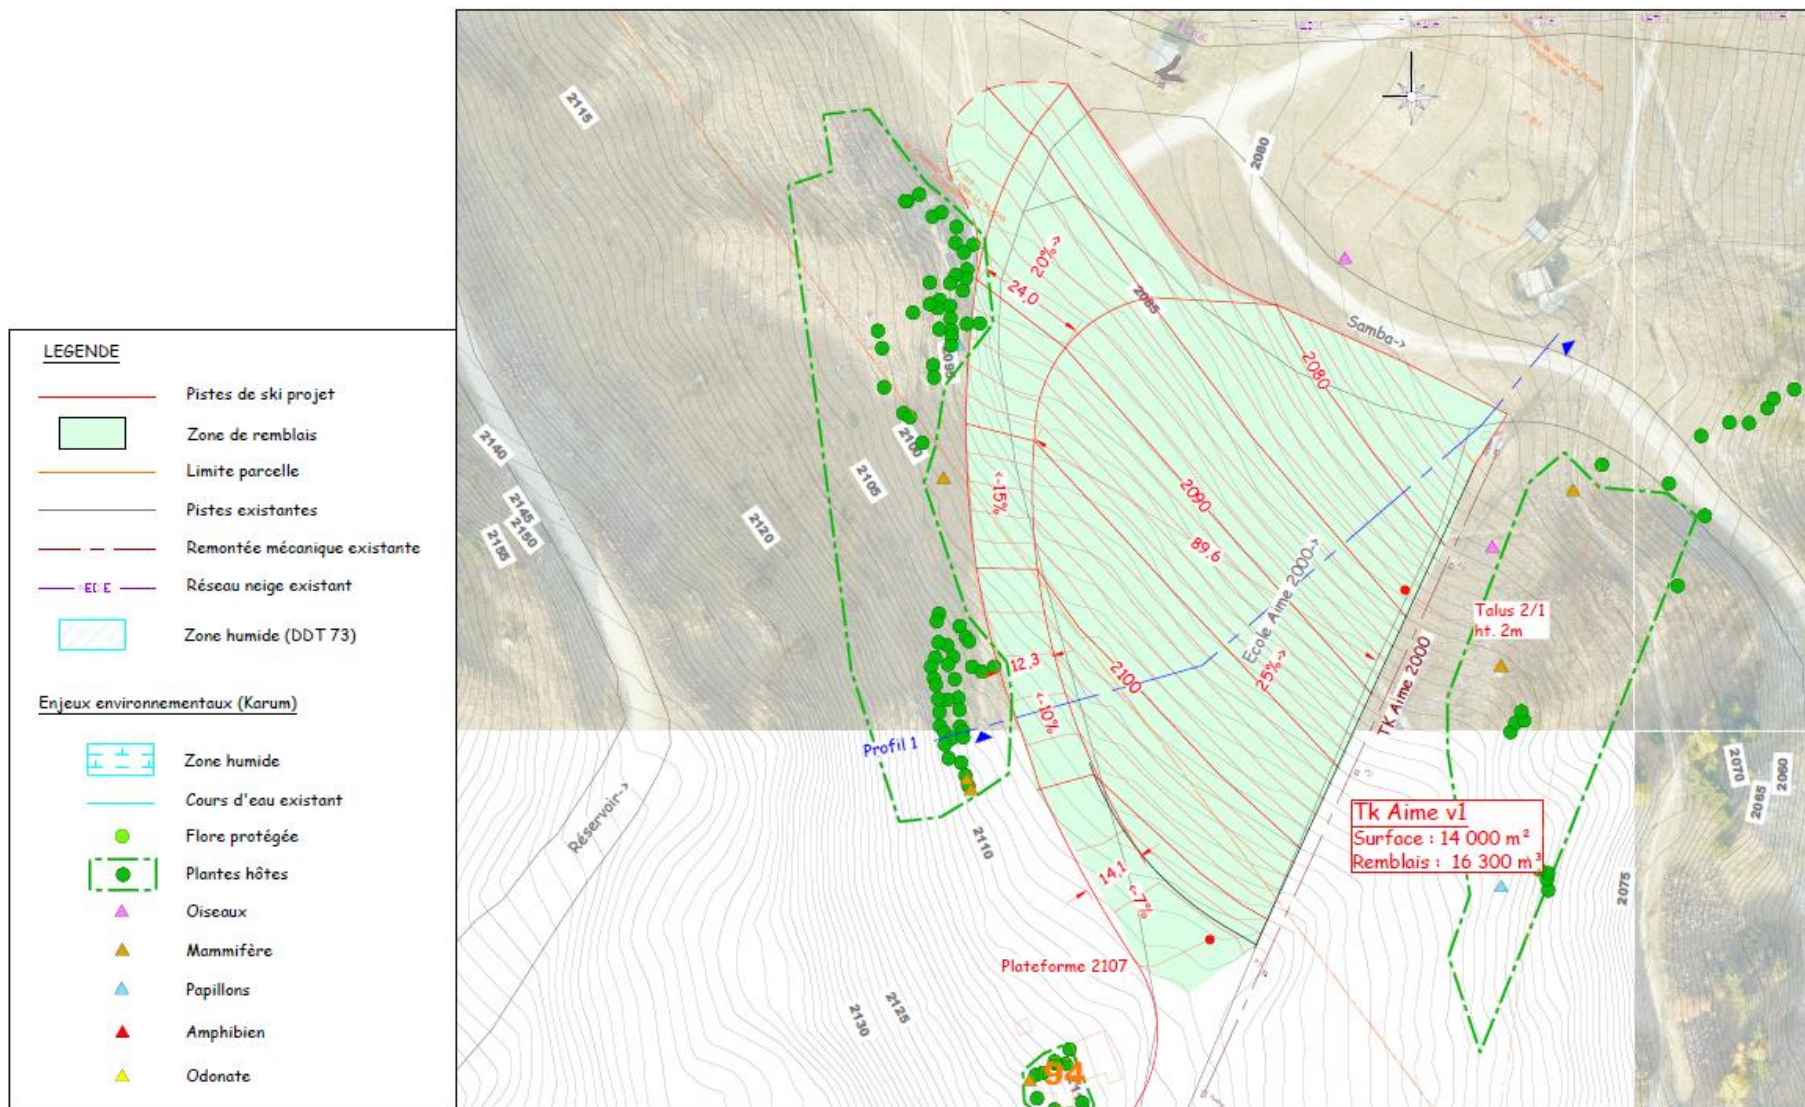 LEGENDE
Pistes de ski projet
Zone de remblais
Limite parcelle
Pistes existantes
Remontée mécanique existante
Réseau neige existant
Zone humide (DDT 73)
Enjeux environnementaux (Karum)
Zone humide
Cours d'eau existant
Flore protégée
Plantes hôtes
Oiseaux
Mammifère
Papillons
Amphibien
Odonate
2115
2080
20%->
24,0
2085
Samba->
2080
2095
2100
2105
2140
2145
2150
2155
2120
<-15%
2090
89,6
Ecole Aime 2000->
25%->
TK Aime 2000
Talus 2/1
ht. 2m
12,3
2100
<-10%
Profil 1
Réservoir->
2110
14,1
<-7%
Plateforme 2107
Tk Aime v1
Surface : 14 000 m²
Remblais : 16 300 m³
2070
2065
2060
2075
2125
2130
94